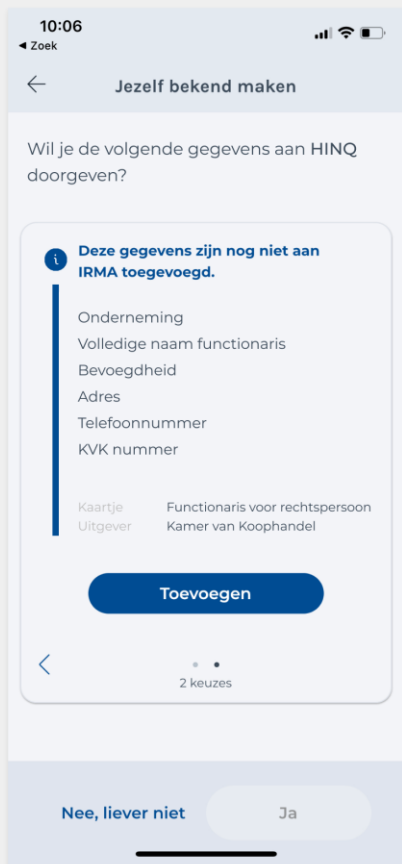 10:06
◀ Zoek
Jezelf bekend maken
Wil je de volgende gegevens aan HINQ
doorgeven?
Deze gegevens zijn nog niet aan
IRMA toegevoegd.
Onderneming
Volledige naam functionaris
Bevoegdheid
Adres
Telefoonnummer
KVK nummer
Kaartje Functionaris voor rechtspersoon
Uitgever Kamer van Koophandel
Toevoegen
2 keuzes
Nee, liever niet Ja